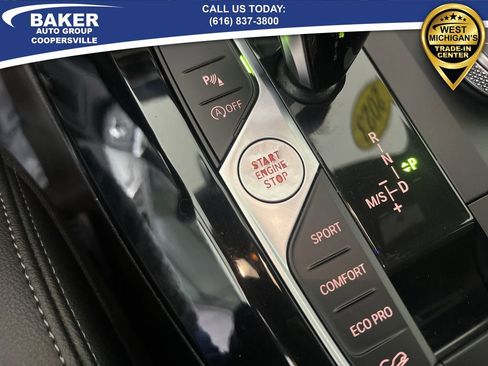 BAKER
AUTO GROUP
COOPERSVILLE
CALL US TODAY:
(616) 837-3800
WEST
MICHIGAN'S
TRADE-IN
CENTER
P
A OFF
START
ENGINE
STOP
SPORT
COMFORT
ECO PRO
R
N
P
M/S
D
+